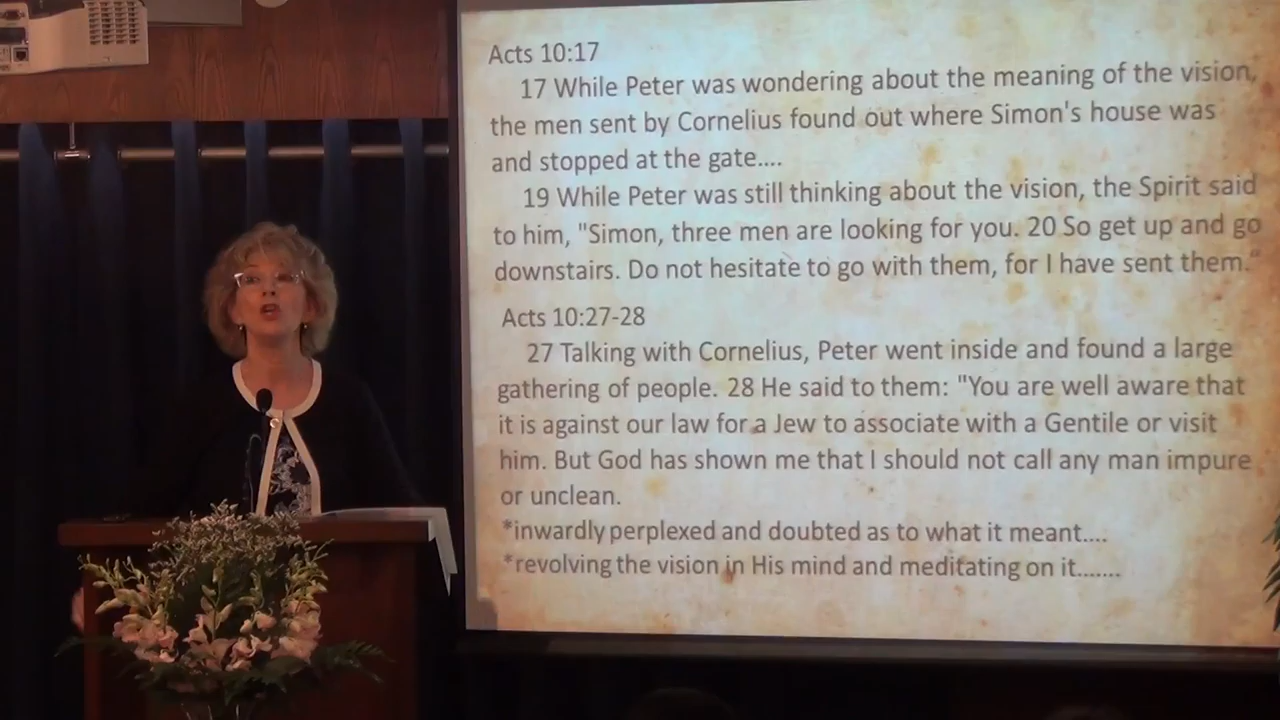 Acts 10:17
17 While Peter was wondering about the meaning of the vision,
the men sent by Cornelius found out where Simon's house was
and stopped at the gate....
19 While Peter was still thinking about the vision, the Spirit said
to him, "Simon, three men are looking for you. 20 So get up and go
downstairs. Do not hesitate to go with them, for I have sent them."
Acts 10:27-28
27 Talking with Cornelius, Peter went inside and found a large
gathering of people. 28 He said to them: "You are well aware that
it is against our law for a Jew to associate with a Gentile or visit
him. But God has shown me that I should not call any man impure
or unclean.
*inwardly perplexed and doubted as to what it meant....
*revolving the vision in His mind and meditating on it.......